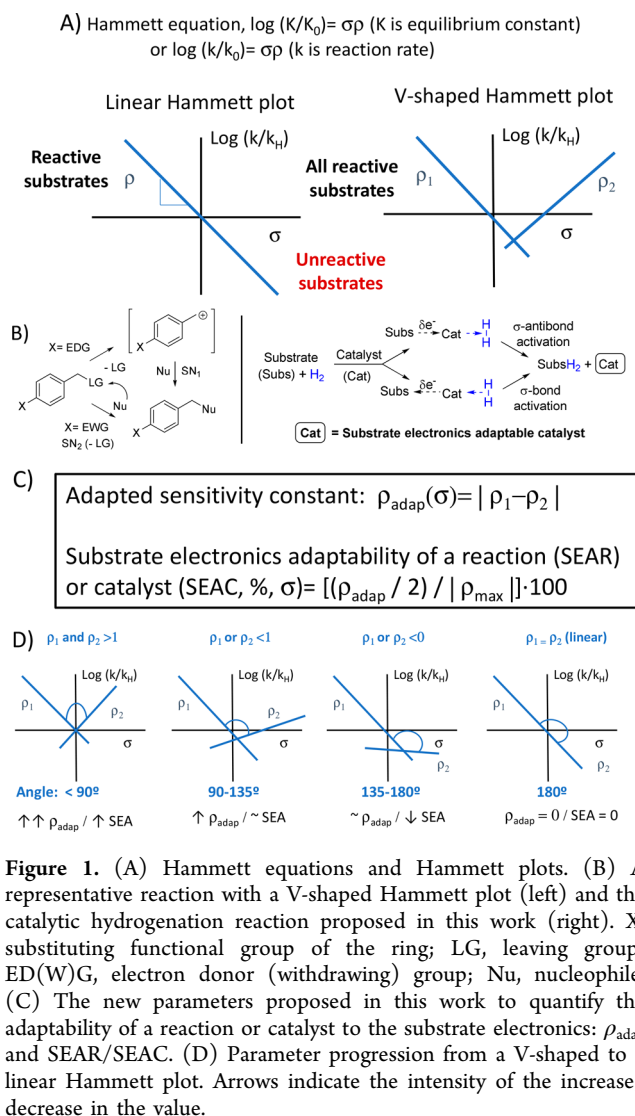 A) Hammett equation, log (K/K₀)= σρ (K is equilibrium constant)
or log (k/k₀)= σρ (k is reaction rate)
Linear Hammett plot
V-shaped Hammett plot
Log (k/kH)
Reactive
substrates
ρ
σ
Unreactive
substrates
Log (k/kH)
All reactive
substrates
ρ₁
ρ₂
σ
B)
X= EDG
- LG
X
⊕
Nu
SN₁
LG
Nu
X
X= EWG
SN₂ (- LG)
Nu
X
Substrate
(Subs) + H₂
Catalyst
(Cat)
Subs δe⁻ Cat H H
σ-antibond
activation
Subs δe⁻ Cat H H
σ-bond
activation
SubsH₂ + Cat
Cat = Substrate electronics adaptable catalyst
C)
Adapted sensitivity constant: ρadap(σ)= | ρ₁–ρ₂ |
Substrate electronics adaptability of a reaction (SEAR)
or catalyst (SEAC, %, σ)= [(ρadap / 2) / | ρmax |]·100
D)
ρ₁ and ρ₂ >1
ρ₁ or ρ₂ <1
ρ₁ or ρ₂ <0
ρ₁ = ρ₂ (linear)
Log (k/kH)
ρ₁
ρ₂
σ
Log (k/kH)
ρ₁
ρ₂
σ
Log (k/kH)
ρ₁
σ
ρ₂
Log (k/kH)
ρ₁
σ
ρ₂
Angle: < 90º
90-135º
135-180º
180º
↑↑ ρadap / ↑ SEA
↑ ρadap / ~ SEA
~ ρadap / ↓ SEA
ρadap = 0 / SEA = 0
Figure 1. (A) Hammett equations and Hammett plots. (B) A
representative reaction with a V-shaped Hammett plot (left) and th
catalytic hydrogenation reaction proposed in this work (right). X
substituting functional group of the ring; LG, leaving group
ED(W)G, electron donor (withdrawing) group; Nu, nucleophile
(C) The new parameters proposed in this work to quantify th
adaptability of a reaction or catalyst to the substrate electronics: ρada
and SEAR/SEAC. (D) Parameter progression from a V-shaped to
linear Hammett plot. Arrows indicate the intensity of the increase
decrease in the value.